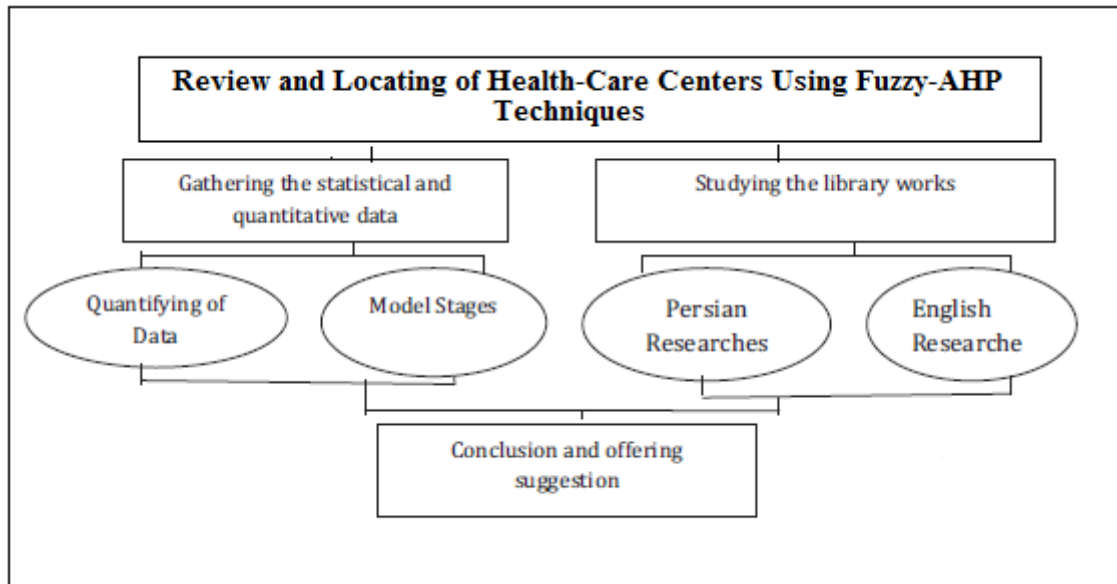 Review and Locating of Health-Care Centers Using Fuzzy-AHP
Techniques
Gathering the statistical and
quantitative data
Studying the library works
Quantifying of
Data
Model Stages
Persian
Researches
English
Researche
Conclusion and offering
suggestion